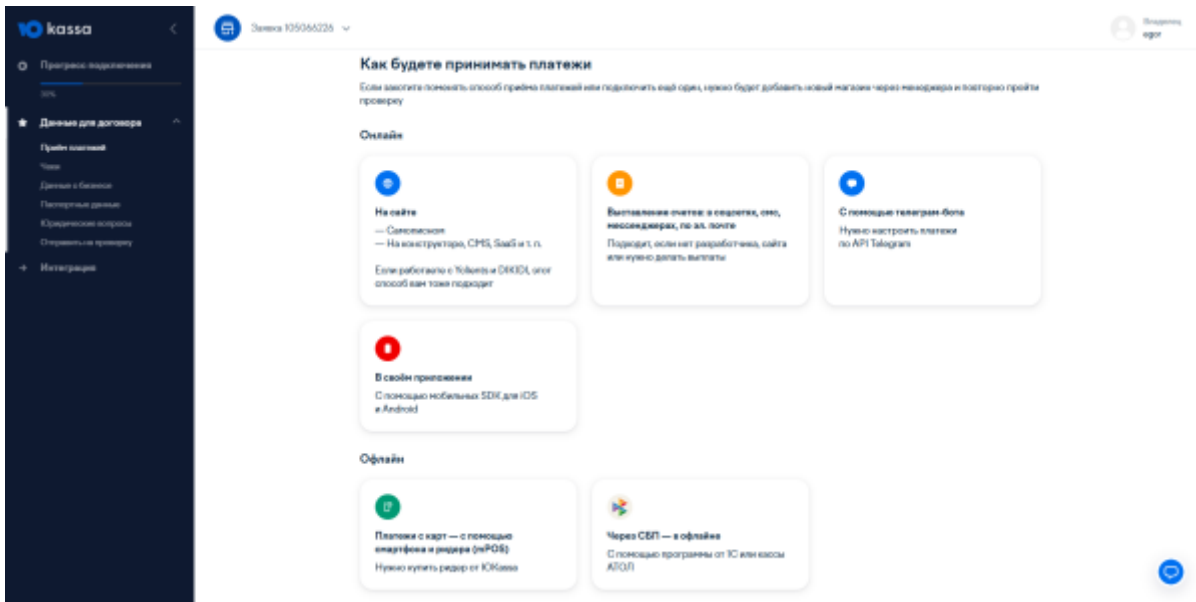 Ю kassa
Заявка 105066226
Владелец
egor
Прогресс подключения
30%
Данные для договора
Приём платежей
Чеки
Данные о бизнесе
Паспортные данные
Юридические вопросы
Отправить на проверку
Интеграция
Как будете принимать платежи
Если захотите поменять способ приёма платежей или подключить ещё один, нужно будет добавить новый магазин через менеджера и повторно пройти
проверку
Онлайн
На сайте
— Самописном
— На конструкторе, CMS, SaaS и т. п.
Если работаете с Yclients и DIKIDI, этот
способ вам тоже подходит
Выставление счетов: в соцсетях, смс,
мессенджерах, по эл. почте
Подходит, если нет разработчика, сайта
или нужно делать выплаты
С помощью телеграм-бота
Нужно настроить платежи
по API Telegram
В своём приложении
С помощью мобильных SDK для iOS
и Android
Офлайн
Платежи с карт — с помощью
смартфона и ридера (mPOS)
Нужно купить ридер от ЮKassa
Через СБП — в офлайне
С помощью программы от 1С или кассы
АТОЛ